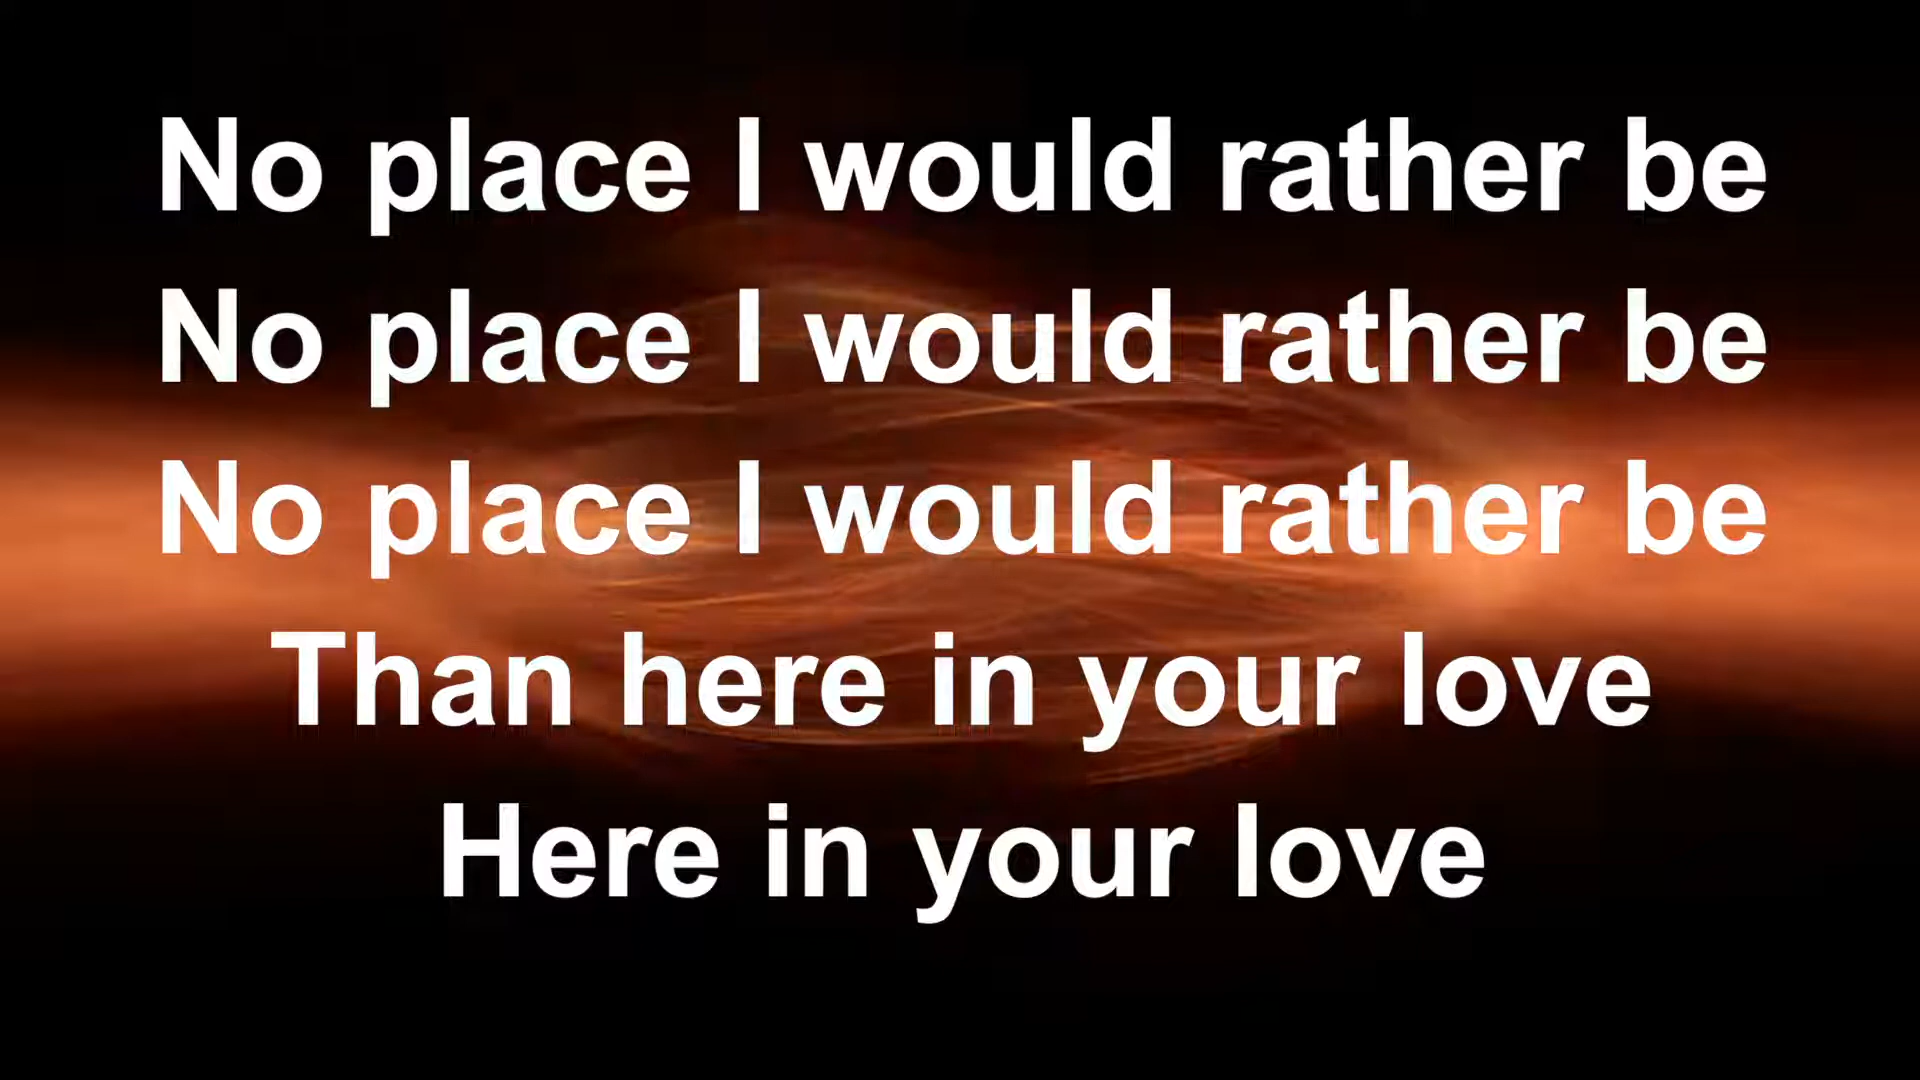 No place I would rather be
No place I would rather be
No place I would rather be
Than here in your love
Here in your love